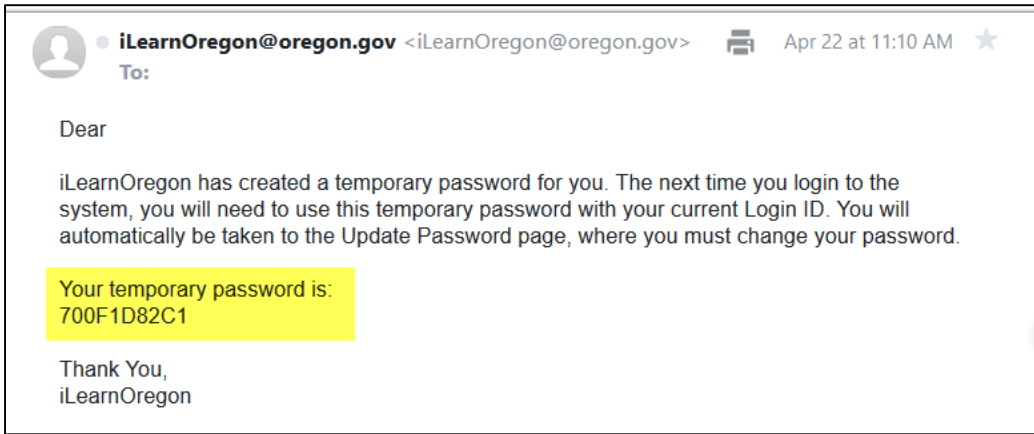 iLearnOregon@oregon.gov <iLearnOregon@oregon.gov> Apr 22 at 11:10 AM
To:
Dear
iLearnOregon has created a temporary password for you. The next time you login to the
system, you will need to use this temporary password with your current Login ID. You will
automatically be taken to the Update Password page, where you must change your password.
Your temporary password is:
700F1D82C1
Thank You,
iLearnOregon